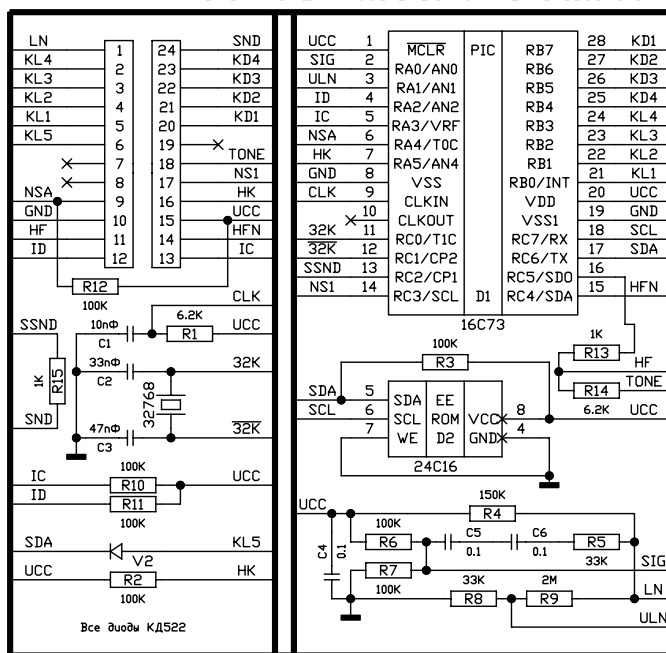 LN 1 24 SND
KL4 2 23 KD4
KL3 3 22 KD3
KL2 4 21 KD2
KL1 5 20 KD1
KL5 6 19
7 18 TONE
8 17 NS1
NSA 9 16 HK
GND 10 15 UCC
HF 11 14 HFN
ID 12 13 IC
R12
100K
CLK
SSND 10nф 6.2K
C1 R1 UCC
33nф 32K
1K R15 C2
32768
SND 47nф 32K
C3
100K
IC R10 UCC
ID R11
100K
SDA V2 KL5
UCC R2 HK
100K
Все диоды КД522
UCC 1 MCLR PIC RB7 28 KD1
SIG 2 RA0/AN0 RB6 27 KD2
ULN 3 RA1/AN1 RB5 26 KD3
ID 4 RA2/AN2 RB4 25 KD4
IC 5 RA3/VRF RB3 24 KL4
NSA 6 RA4/T0C RB2 23 KL3
HK 7 RA5/AN4 RB1 22 KL2
GND 8 VSS RB0/INT 21 KL1
CLK 9 CLKIN VDD 20 UCC
10 CLKOUT VSS1 19 GND
32K 11 RC0/T1C RC7/RX 18 SCL
32K 12 RC1/CP2 RC6/TX 17 SDA
SSND 13 RC2/CP1 RC5/SDO 16
NS1 14 RC3/SCL D1 RC4/SDA 15 HFN
16C73
100K 1K
R3 R13 HF
R14 TONE
6.2K UCC
SDA 5 SDA EE
SCL 6 SCL ROM VCC 8
7 WE D2 GND 4
24C16
UCC 150K
R4
100K C5 C6
C4 0.1 R6 0.1 0.1 R5
33K SIG
R7
100K 33K 2M LN
R8 R9
ULN